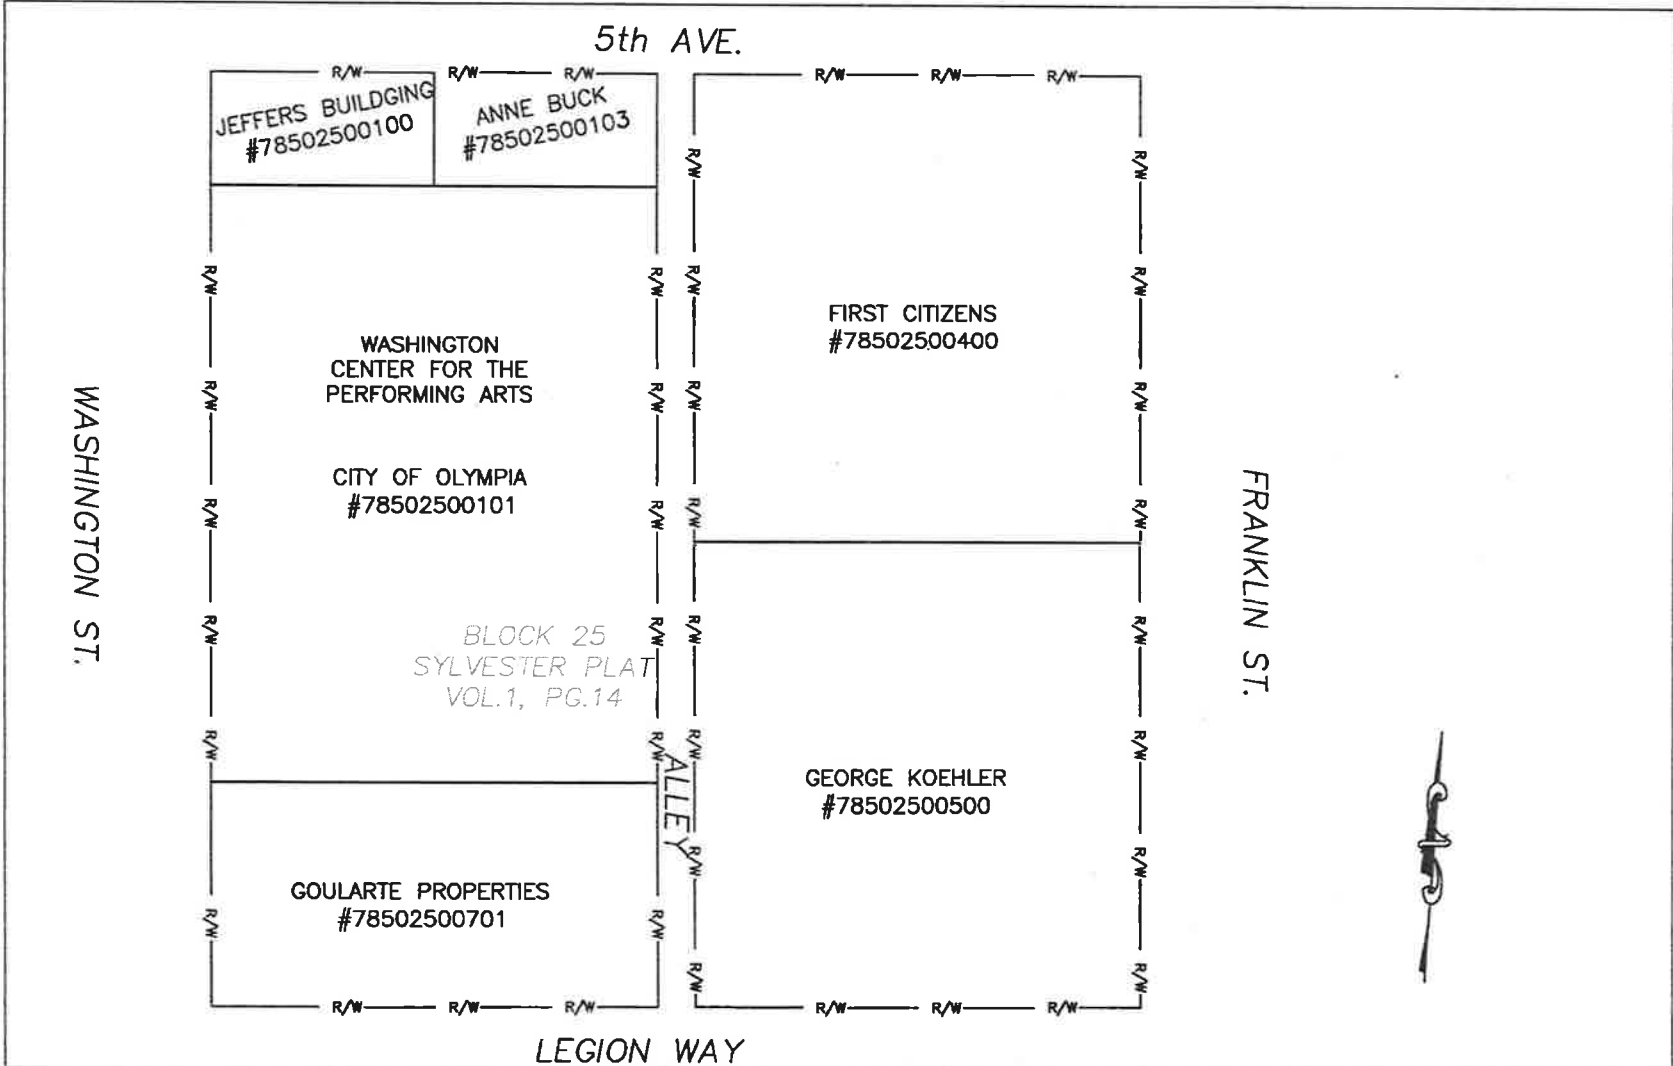 5th AVE.
R/W R/W R/W R/W R/W R/W
JEFFERS BUILDGING
#78502500100
ANNE BUCK
#78502500103
R/W R/W
R/W R/W R/W R/W
FIRST CITIZENS
#78502500400
WASHINGTON
CENTER FOR THE
PERFORMING ARTS
R/W R/W R/W R/W
WASHINGTON ST.
CITY OF OLYMPIA
#78502500101
FRANKLIN ST.
R/W R/W R/W R/W
BLOCK 25
SYLVESTER PLAT
VOL.1, PG.14
R/W R/W R/W R/W
R/W R/W R/W R/W
ALLEY
GEORGE KOEHLER
#78502500500
R/W R/W
GOULARTE PROPERTIES
#78502500701
R/W R/W
R/W R/W
R/W R/W R/W R/W R/W R/W
LEGION WAY